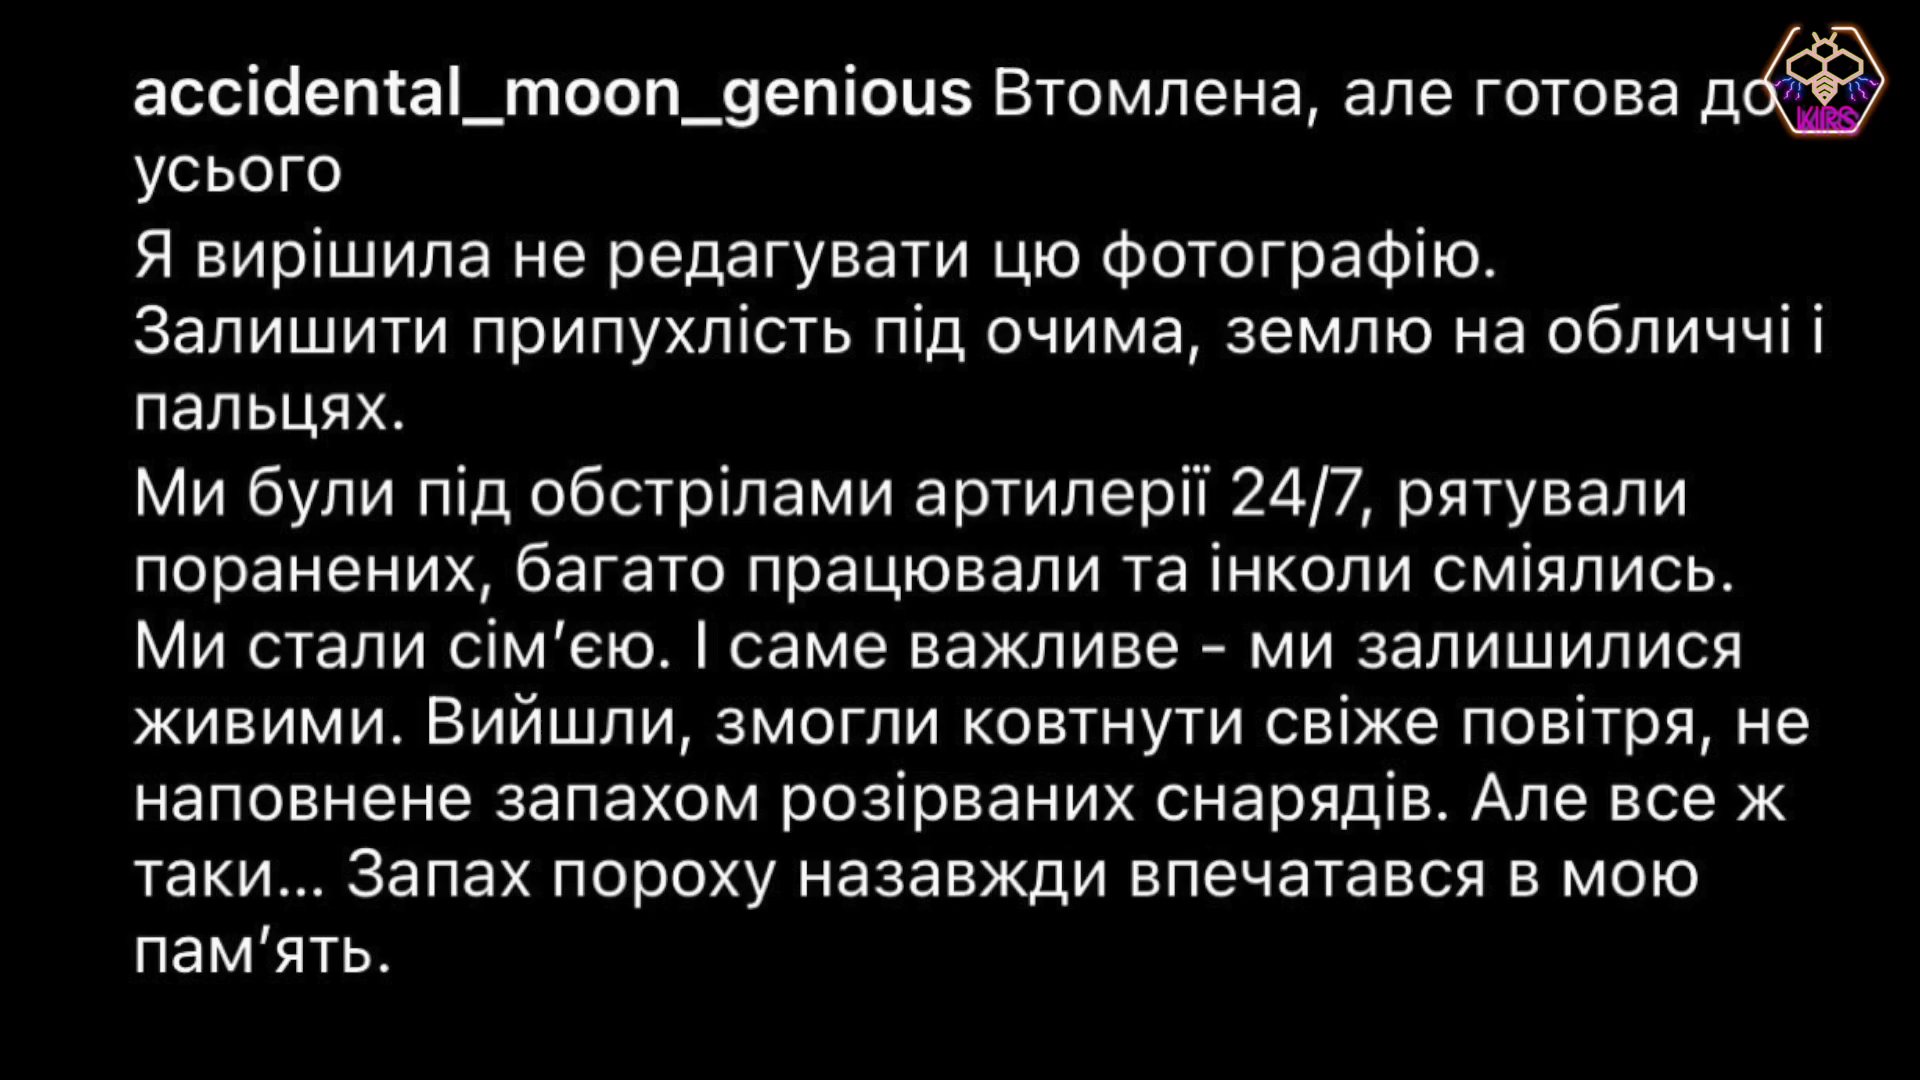 accidental_moon_genious Втомлена, але готова до
усього
Я вирішила не редагувати цю фотографію.
Залишити припухлість під очима, землю на обличчі і
пальцях.
Ми були під обстрілами артилерії 24/7, рятували
поранених, багато працювали та інколи сміялись.
Ми стали сім’єю. І саме важливе - ми залишилися
живими. Вийшли, змогли ковтнути свіже повітря, не
наповнене запахом розірваних снарядів. Але все ж
таки... Запах пороху назавжди впечатався в мою
пам’ять.
KIRS